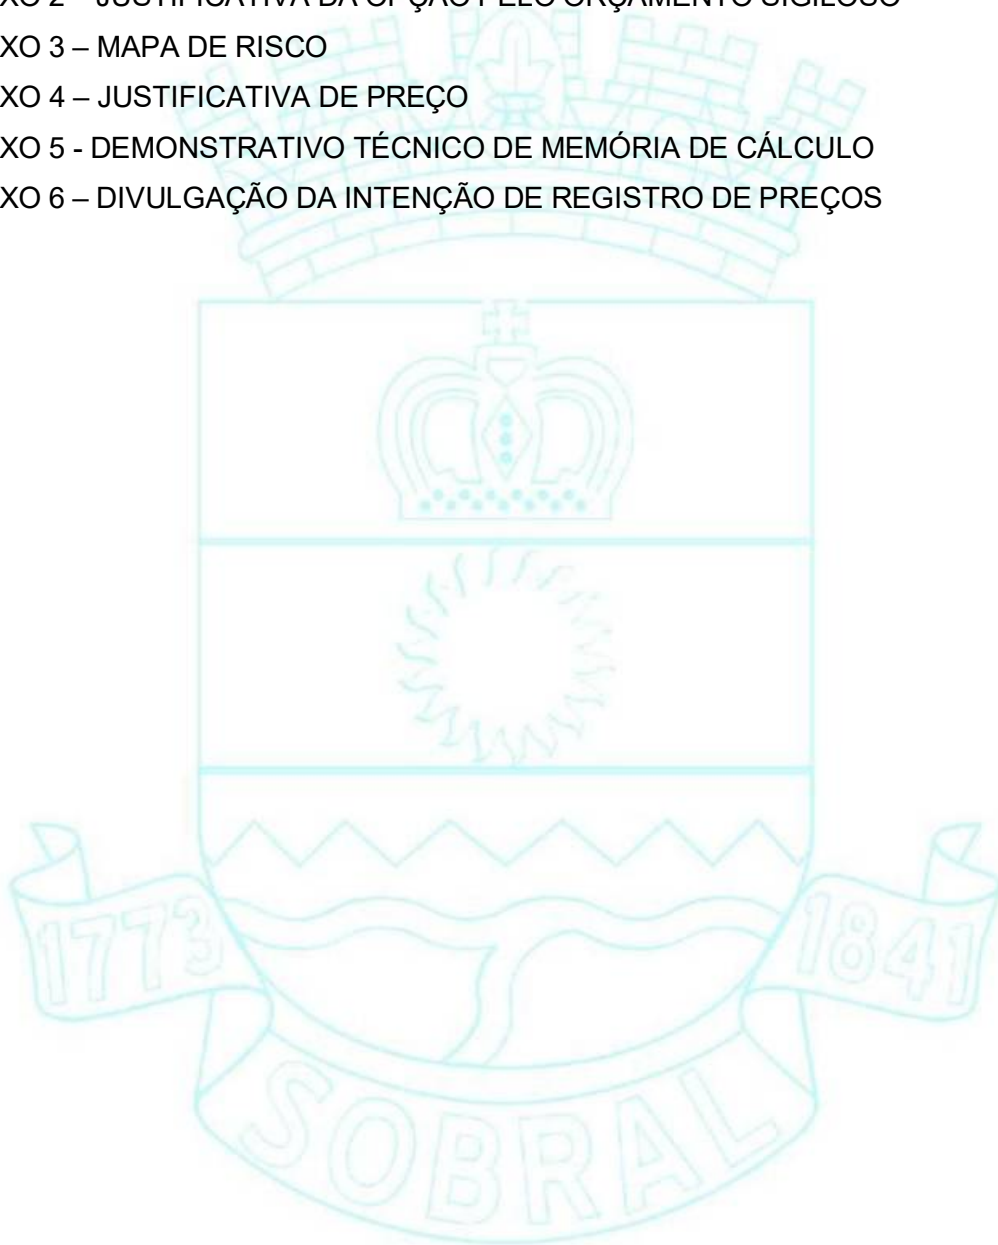 XO 2 – JUSTIFICATIVA DA OPÇÃO PELO ORÇAMENTO SIGILOSO
XO 3 – MAPA DE RISCO
XO 4 – JUSTIFICATIVA DE PREÇO
XO 5 - DEMONSTRATIVO TÉCNICO DE MEMÓRIA DE CÁLCULO
XO 6 – DIVULGAÇÃO DA INTENÇÃO DE REGISTRO DE PREÇOS
1773
1841
SOBRAL